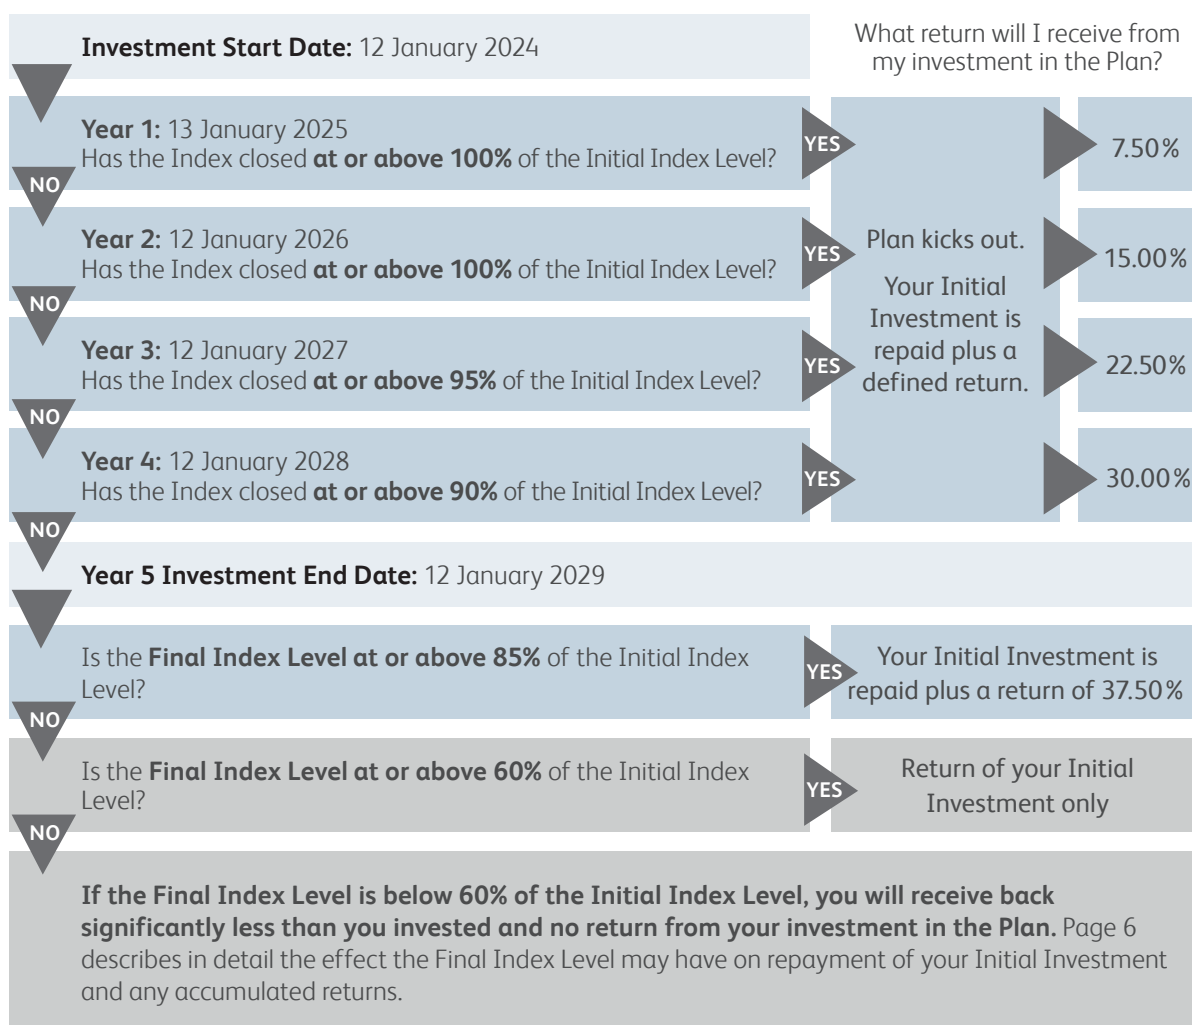 Investment Start Date: 12 January 2024
What return will I receive from
my investment in the Plan?
Year 1: 13 January 2025
Has the Index closed at or above 100% of the Initial Index Level?
YES
7.50%
NO
Year 2: 12 January 2026
Has the Index closed at or above 100% of the Initial Index Level?
YES
15.00%
NO
Year 3: 12 January 2027
Has the Index closed at or above 95% of the Initial Index Level?
YES
22.50%
NO
Year 4: 12 January 2028
Has the Index closed at or above 90% of the Initial Index Level?
YES
30.00%
Plan kicks out.
Your Initial
Investment is
repaid plus a
defined return.
NO
Year 5 Investment End Date: 12 January 2029
Is the Final Index Level at or above 85% of the Initial Index
Level?
YES
Your Initial Investment is
repaid plus a return of 37.50%
NO
Is the Final Index Level at or above 60% of the Initial Index
Level?
YES
Return of your Initial
Investment only
NO
If the Final Index Level is below 60% of the Initial Index Level, you will receive back
significantly less than you invested and no return from your investment in the Plan. Page 6
describes in detail the effect the Final Index Level may have on repayment of your Initial Investment
and any accumulated returns.